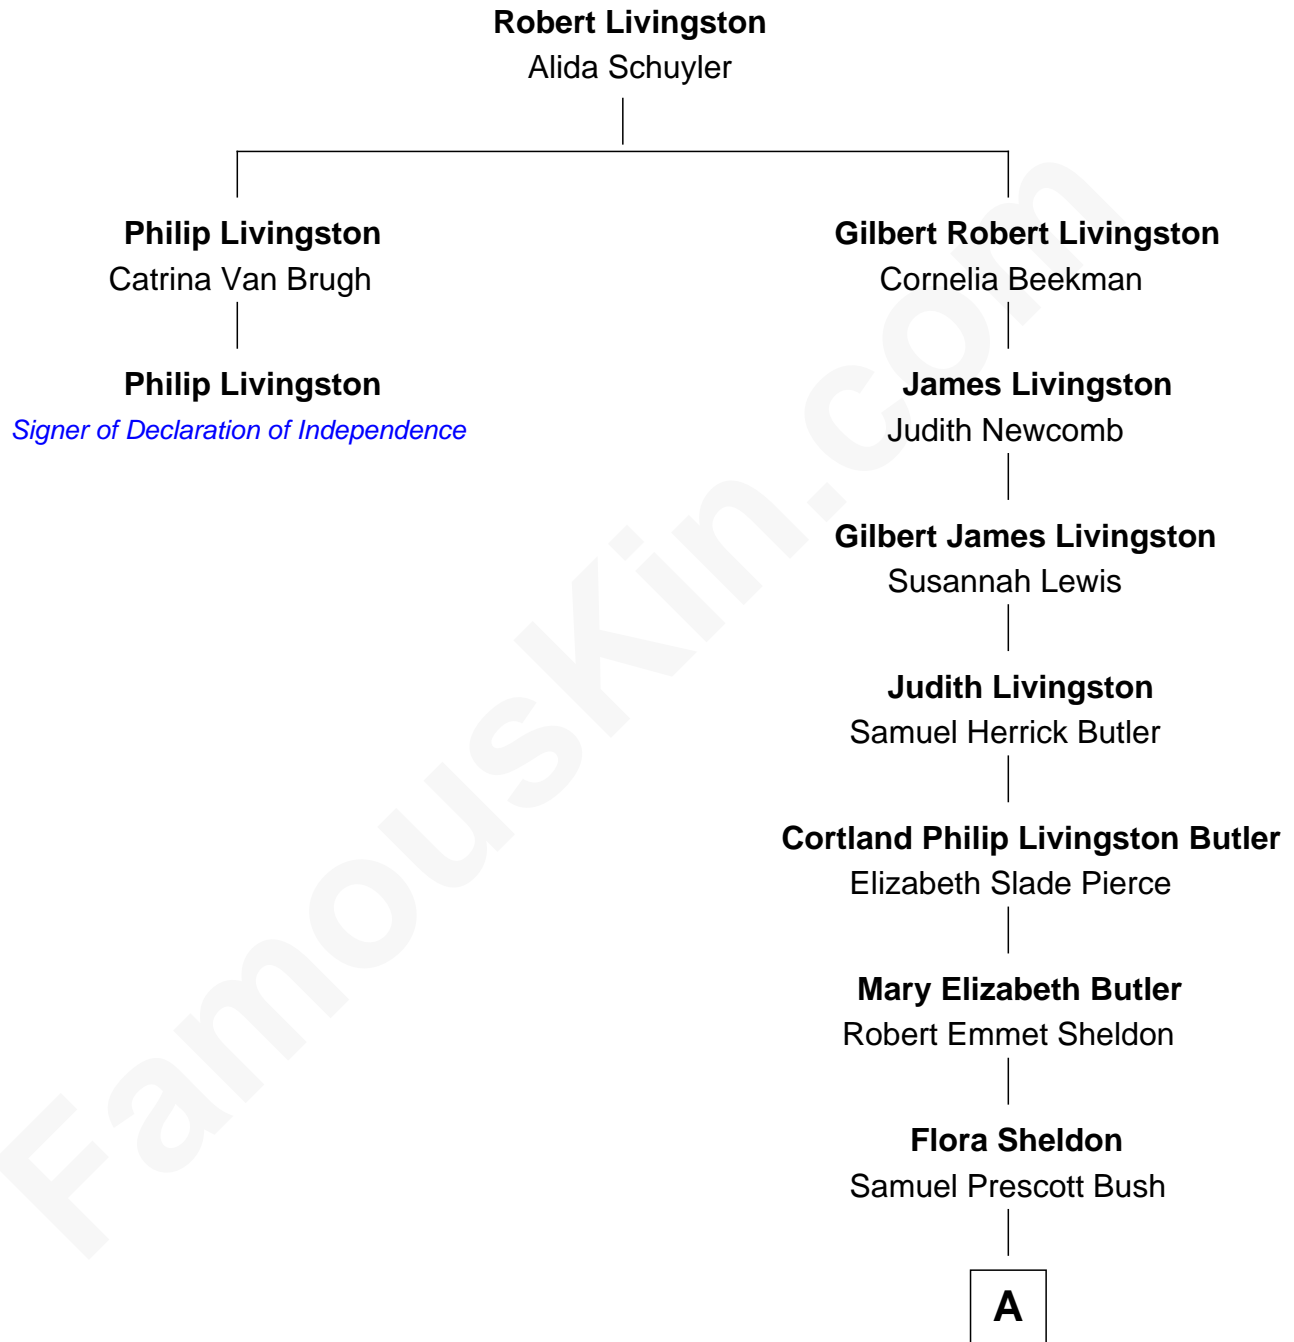 Robert Livingston
Alida Schuyler
Philip Livingston
Catrina Van Brugh
Philip Livingston
Signer of Declaration of Independence
Gilbert Robert Livingston
Cornelia Beekman
James Livingston
Judith Newcomb
Gilbert James Livingston
Susannah Lewis
Judith Livingston
Samuel Herrick Butler
Cortland Philip Livingston Butler
Elizabeth Slade Pierce
Mary Elizabeth Butler
Robert Emmet Sheldon
Flora Sheldon
Samuel Prescott Bush
A
FamousKin.com